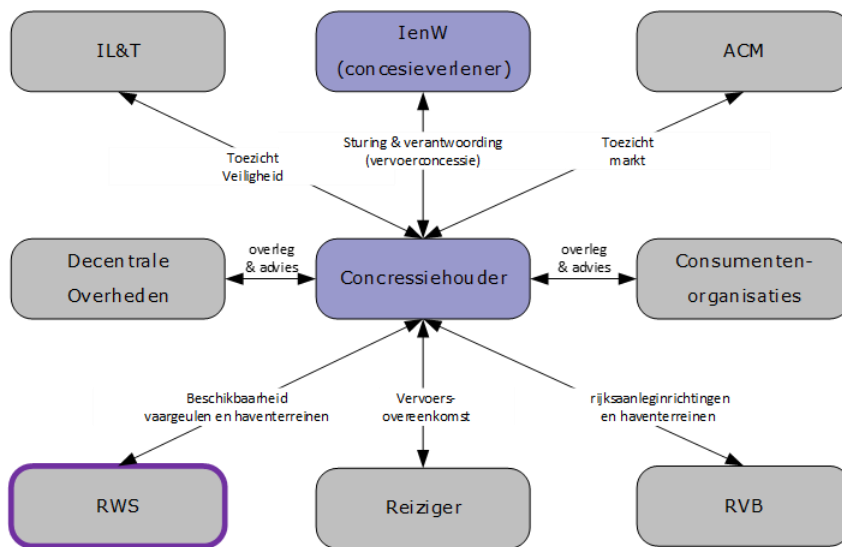 IL&T
IenW
(concesieverlener)
ACM
Toezicht
Veiligheid
Sturing & verantwoording
(vervoerconcessie)
Toezicht
markt
Decentrale
Overheden
overleg
& advies
Concressiehouder
overleg
& advies
Consumenten-
organisaties
Beschikbaarheid
vaargeulen en haventerreinen
Vervoers-
overeenkomst
rijksaanleginrichtingen
en haventerreinen
RWS
Reiziger
RVB